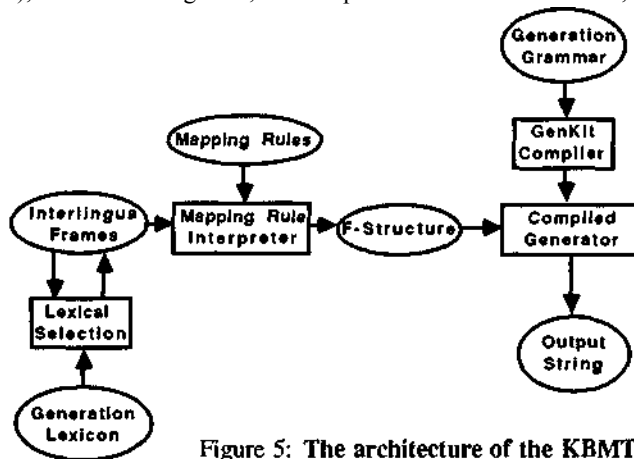 Generation
Grammar
GenKit
Compiler
Mapping Rules
Interlingua
Frames
Mapping Rule
Interpreter
F-Structure
Compiled
Generator
Lexical
Selection
Output
String
Generation
Lexicon
Figure 5: The architecture of the KBMT